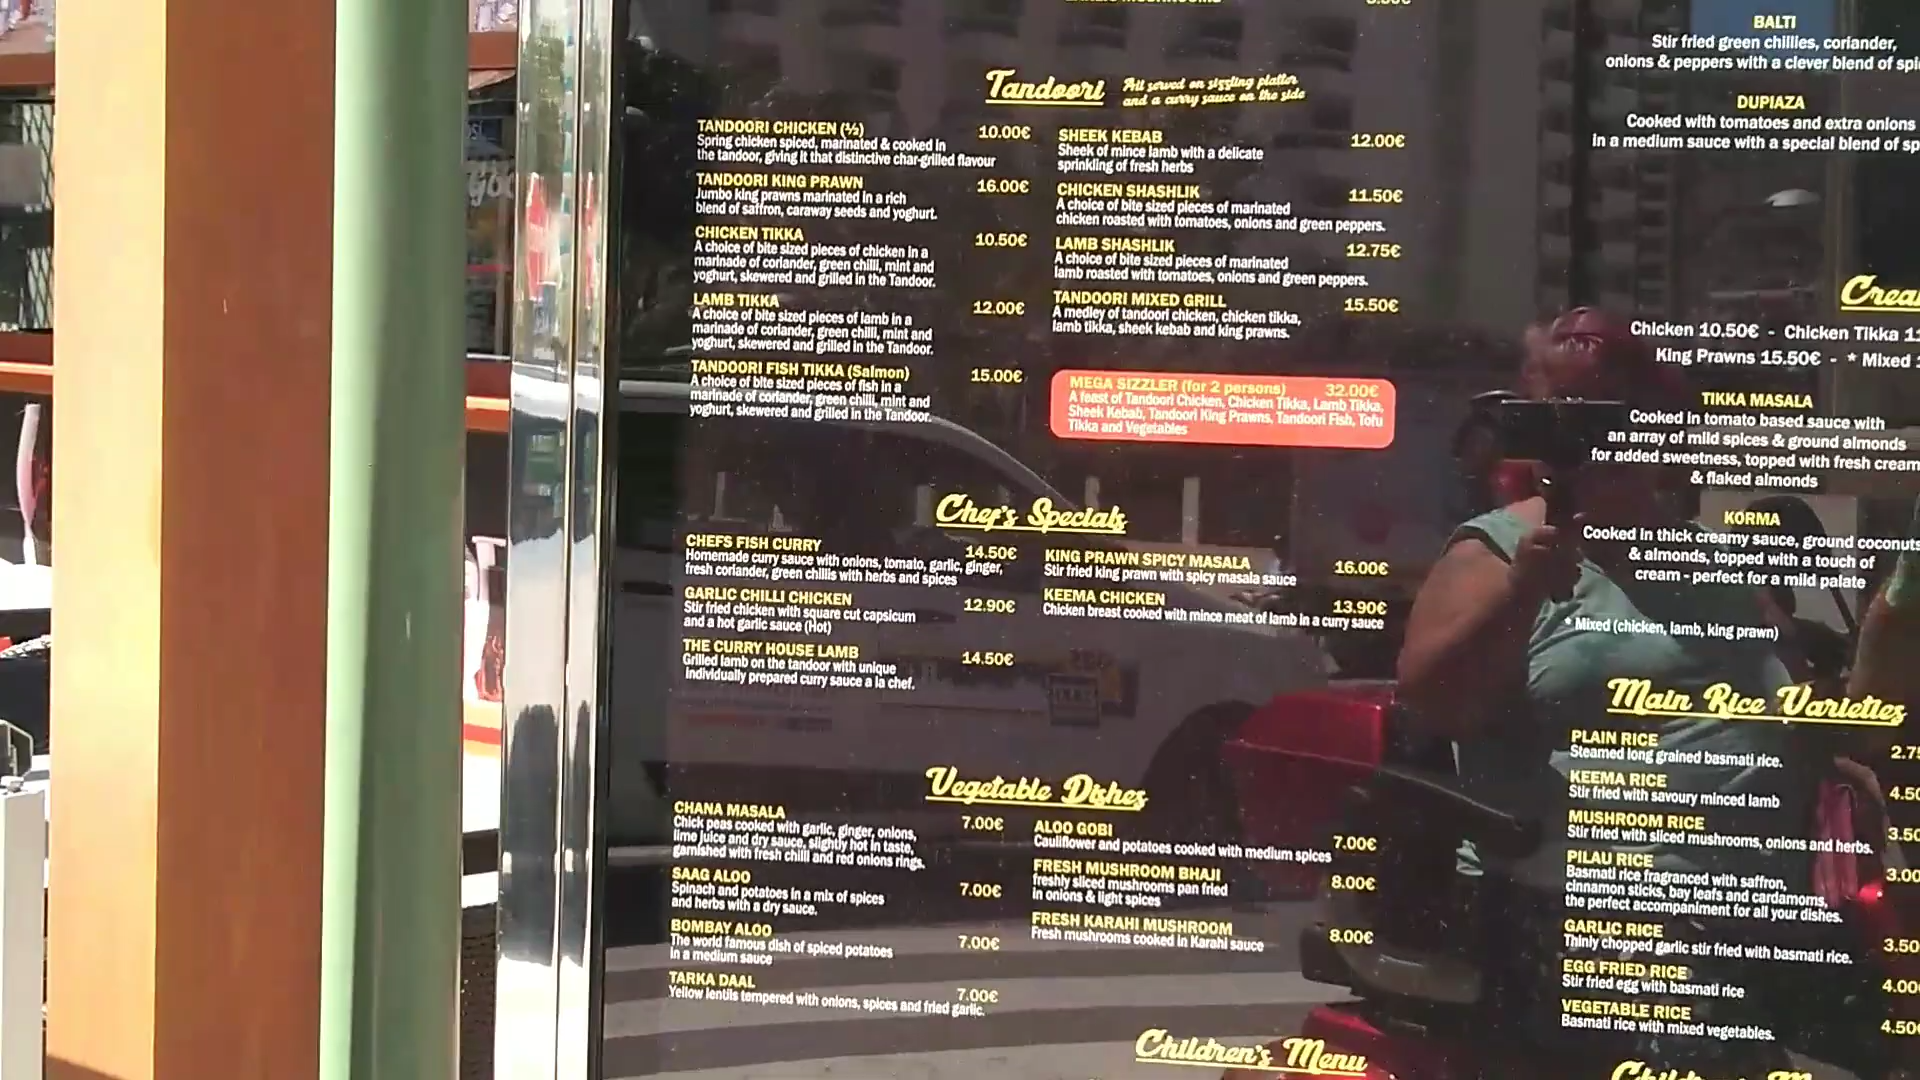 Tandoori
All served on sizzling platter
and a curry sauce on the side
TANDOORI CHICKEN (½) 10.00€
Spring chicken spiced, marinated & cooked in
the tandoor, giving it that distinctive char-grilled flavour
TANDOORI KING PRAWN 16.00€
Jumbo king prawns marinated in a rich
blend of saffron, caraway seeds and yoghurt.
CHICKEN TIKKA 10.50€
A choice of bite sized pieces of chicken in a
marinade of coriander, green chilli, mint and
yoghurt, skewered and grilled in the Tandoor.
LAMB TIKKA 12.00€
A choice of bite sized pieces of lamb in a
marinade of coriander, green chilli, mint and
yoghurt, skewered and grilled in the Tandoor.
TANDOORI FISH TIKKA (Salmon) 15.00€
A choice of bite sized pieces of fish in a
marinade of coriander, green chilli, mint and
yoghurt, skewered and grilled in the Tandoor.
SHEEK KEBAB 12.00€
Sheek of mince lamb with a delicate
sprinkling of fresh herbs
CHICKEN SHASHLIK 11.50€
A choice of bite sized pieces of marinated
chicken roasted with tomatoes, onions and green peppers.
LAMB SHASHLIK 12.75€
A choice of bite sized pieces of marinated
lamb roasted with tomatoes, onions and green peppers.
TANDOORI MIXED GRILL 15.50€
A medley of tandoori chicken, chicken tikka,
lamb tikka, sheek kebab and king prawns.
MEGA SIZZLER (for 2 persons) 32.00€
A feast of Tandoori Chicken, Chicken Tikka, Lamb Tikka,
Sheek Kebab, Tandoori King Prawns, Tandoori Fish, Tofu
Tikka and Vegetables
Chef's Specials
CHEFS FISH CURRY 14.50€
Homemade curry sauce with onions, tomato, garlic, ginger,
fresh coriander, green chillis with herbs and spices
GARLIC CHILLI CHICKEN 12.90€
Stir fried chicken with square cut capsicum
and a hot garlic sauce (Hot)
THE CURRY HOUSE LAMB 14.50€
Grilled lamb on the tandoor with unique
individually prepared curry sauce a la chef.
KING PRAWN SPICY MASALA 16.00€
Stir fried king prawn with spicy masala sauce
KEEMA CHICKEN 13.90€
Chicken breast cooked with mince meat of lamb in a curry sauce
Vegetable Dishes
CHANA MASALA 7.00€
Chick peas cooked with garlic, ginger, onions,
lime juice and dry sauce, slightly hot in taste,
garnished with fresh chilli and red onions rings.
SAAG ALOO 7.00€
Spinach and potatoes in a mix of spices
and herbs with a dry sauce.
BOMBAY ALOO 7.00€
The world famous dish of spiced potatoes
in a medium sauce
TARKA DAAL 7.00€
Yellow lentils tempered with onions, spices and fried garlic.
ALOO GOBI 7.00€
Cauliflower and potatoes cooked with medium spices
FRESH MUSHROOM BHAJI 8.00€
freshly sliced mushrooms pan fried
in onions & light spices
FRESH KARAHI MUSHROOM 8.00€
Fresh mushrooms cooked in Karahi sauce
Children's Menu
BALTI
Stir fried green chillies, coriander,
onions & peppers with a clever blend of
DUPIAZA
Cooked with tomatoes and extra onions
in a medium sauce with a special blend of
Chicken 10.50€ - Chicken Tikka
King Prawns 15.50€ - * Mixed
TIKKA MASALA
Cooked in tomato based sauce with
an array of mild spices & ground almonds
for added sweetness, topped with fresh cream
& flaked almonds
KORMA
Cooked in thick creamy sauce, ground coconuts
& almonds, topped with a touch of
cream - perfect for a mild palate
* Mixed (chicken, lamb, king prawn)
Main Rice Varieties
PLAIN RICE 2.75
Steamed long grained basmati rice.
KEEMA RICE 4.50
Stir fried with savoury minced lamb
MUSHROOM RICE 3.50
Stir fried with sliced mushrooms, onions and herbs.
PILAU RICE 3.00
Basmati rice fragranced with saffron,
cinnamon sticks, bay leafs and cardamoms,
the perfect accompaniment for all your dishes.
GARLIC RICE 3.50
Thinly chopped garlic stir fried with basmati rice.
EGG FRIED RICE 4.00
Stir fried egg with basmati rice
VEGETABLE RICE 4.50€
Basmati rice with mixed vegetables.